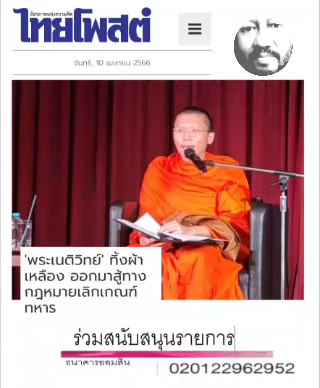 ไทยโพสต์
จันทร์, 10 เมษายน 2566
'พระเนติวิทย์' ทิ้งผ้า
เหลือง ออกมาสู้ทาง
กฎหมายเลิกเกณฑ์
ทหาร
ร่วมสนับสนุนรายการ
ธนาคารออมสิน
020122962952